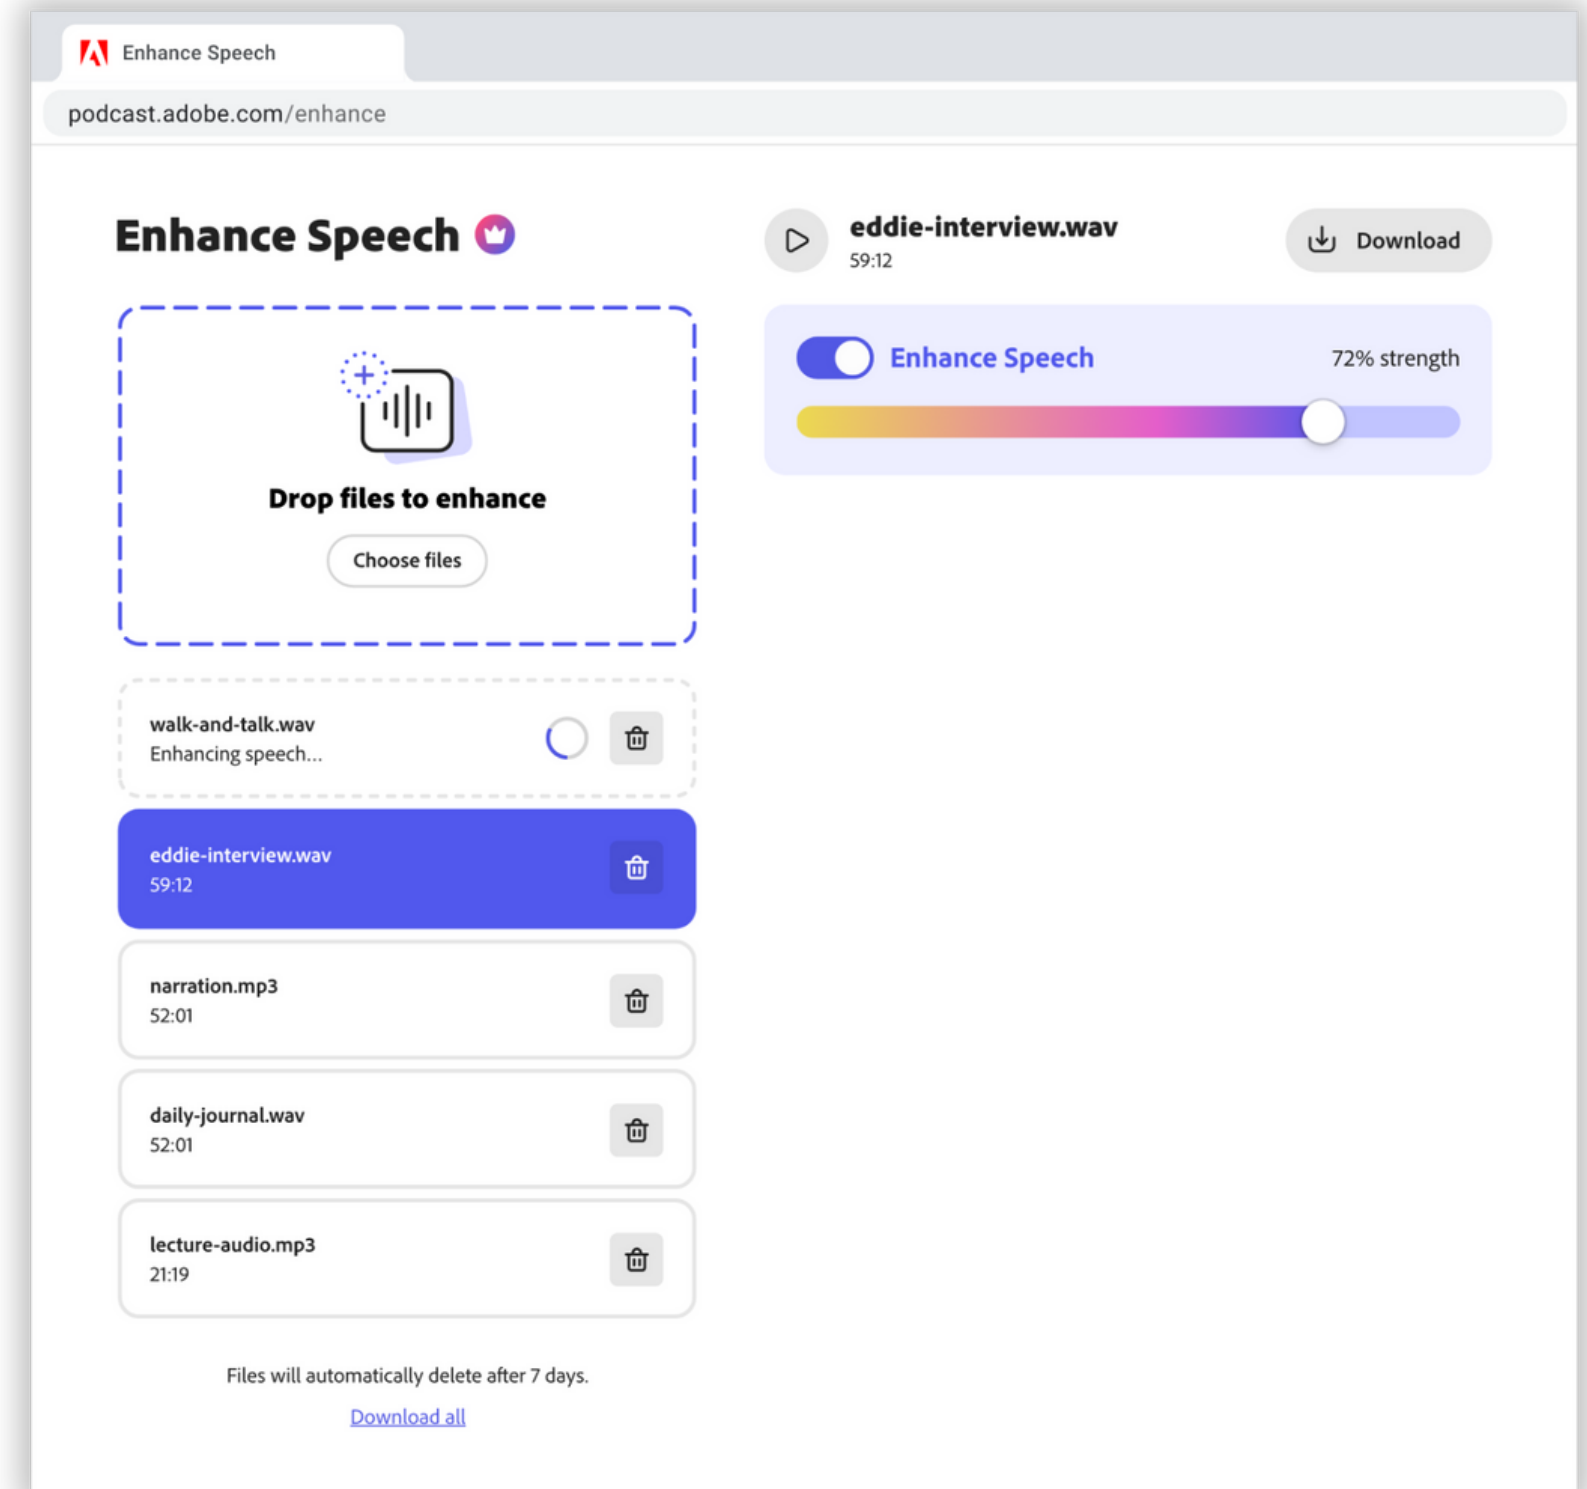 Enhance Speech
podcast.adobe.com/enhance
Enhance Speech
Drop files to enhance
Choose files
walk-and-talk.wav
Enhancing speech...
eddie-interview.wav
59:12
narration.mp3
52:01
daily-journal.wav
52:01
lecture-audio.mp3
21:19
Files will automatically delete after 7 days.
Download all
eddie-interview.wav
59:12
Download
Enhance Speech
72% strength